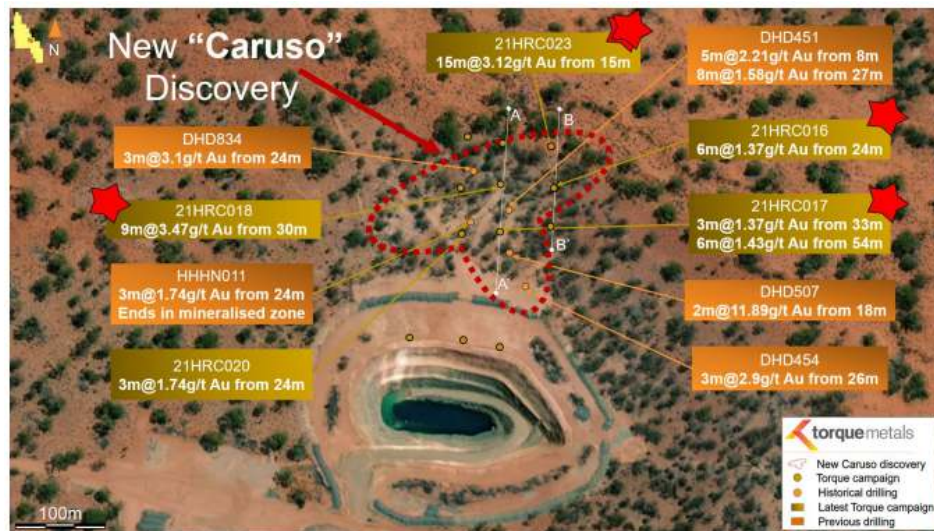 N
New “Caruso”
Discovery
21HRC023
15m@3.12g/t Au from 15m
DHD451
5m@2.21g/t Au from 8m
8m@1.58g/t Au from 27m
DHD834
3m@3.1g/t Au from 24m
A
B
21HRC016
6m@1.37g/t Au from 24m
21HRC018
9m@3.47g/t Au from 30m
21HRC017
3m@1.37g/t Au from 33m
6m@1.43g/t Au from 54m
B'
HHHN011
3m@1.74g/t Au from 24m
Ends in mineralised zone
A'
DHD507
2m@11.89g/t Au from 18m
21HRC020
3m@1.74g/t Au from 24m
DHD454
3m@2.9g/t Au from 26m
torquemetals
New Caruso discovery
Torque campaign
Historical drilling
Latest Torque campaign
Previous drilling
100m